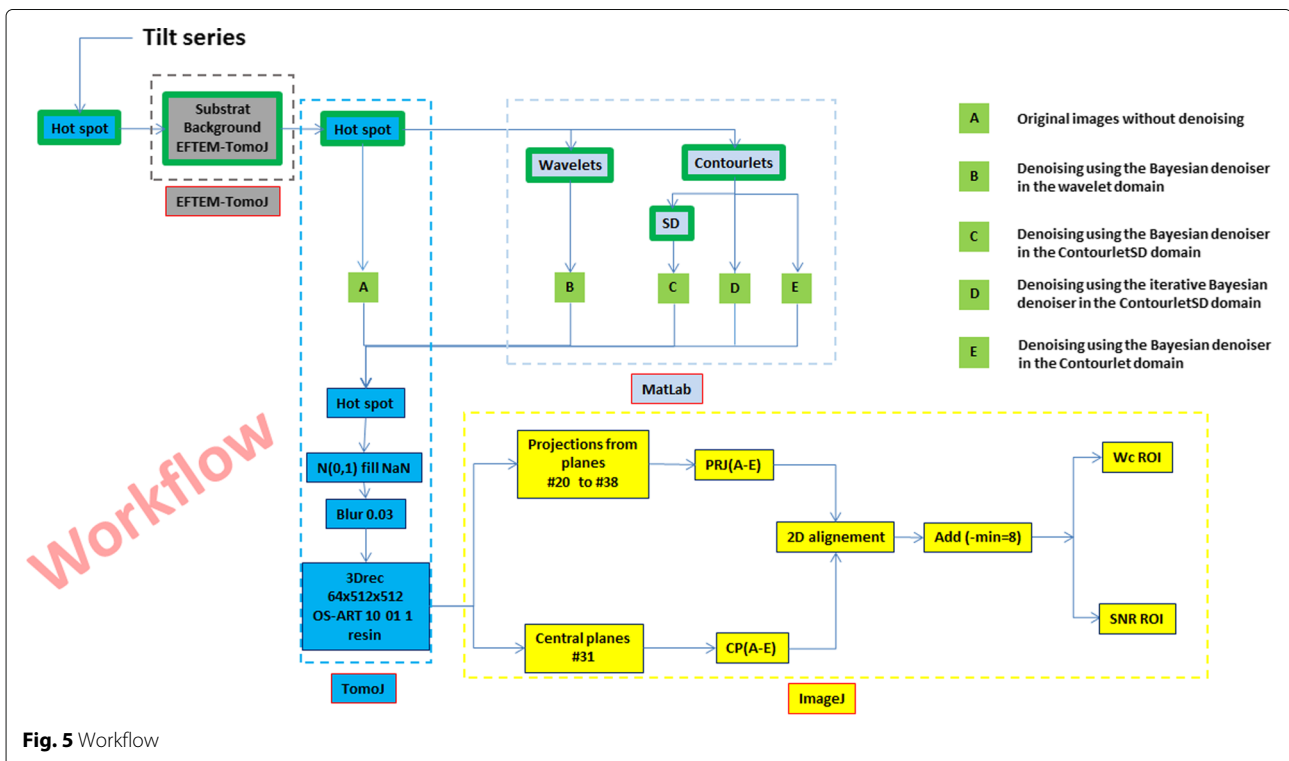 Tilt series
Hot spot
Substrat
Background
EFTEM-TomoJ
EFTEM-TomoJ
Hot spot
Wavelets
Contourlets
SD
A
B
C
D
E
MatLab
A
Original images without denoising
B
Denoising using the Bayesian denoiser
in the wavelet domain
C
Denoising using the Bayesian denoiser
in the ContourletSD domain
D
Denoising using the iterative Bayesian
denoiser in the ContourletSD domain
E
Denoising using the Bayesian denoiser
in the Contourlet domain
Workflow
Hot spot
N(0,1) fill NaN
Blur 0.03
3Drec
64x512x512
OS-ART 10 01 1
resin
TomoJ
Projections from
planes
#20 to #38
PRJ(A-E)
Central planes
#31
CP(A-E)
2D alignement
Add (-min=8)
Wc ROI
SNR ROI
ImageJ
Fig. 5 Workflow